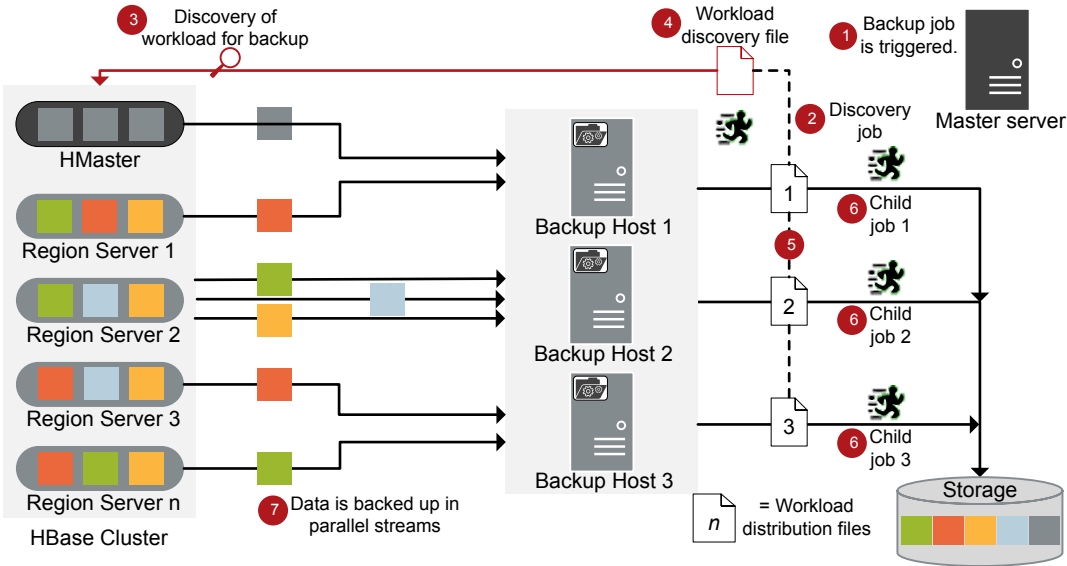 3
Discovery of
workload for backup
4
Workload
discovery file
1
Backup job
is triggered.
Master server
2
Discovery
job
HMaster
Region Server 1
Region Server 2
Region Server 3
Region Server n
HBase Cluster
Backup Host 1
Backup Host 2
Backup Host 3
1
6
Child
job 1
5
2
6
Child
job 2
3
6
Child
job 3
7
Data is backed up in
parallel streams
n
= Workload
distribution files
Storage